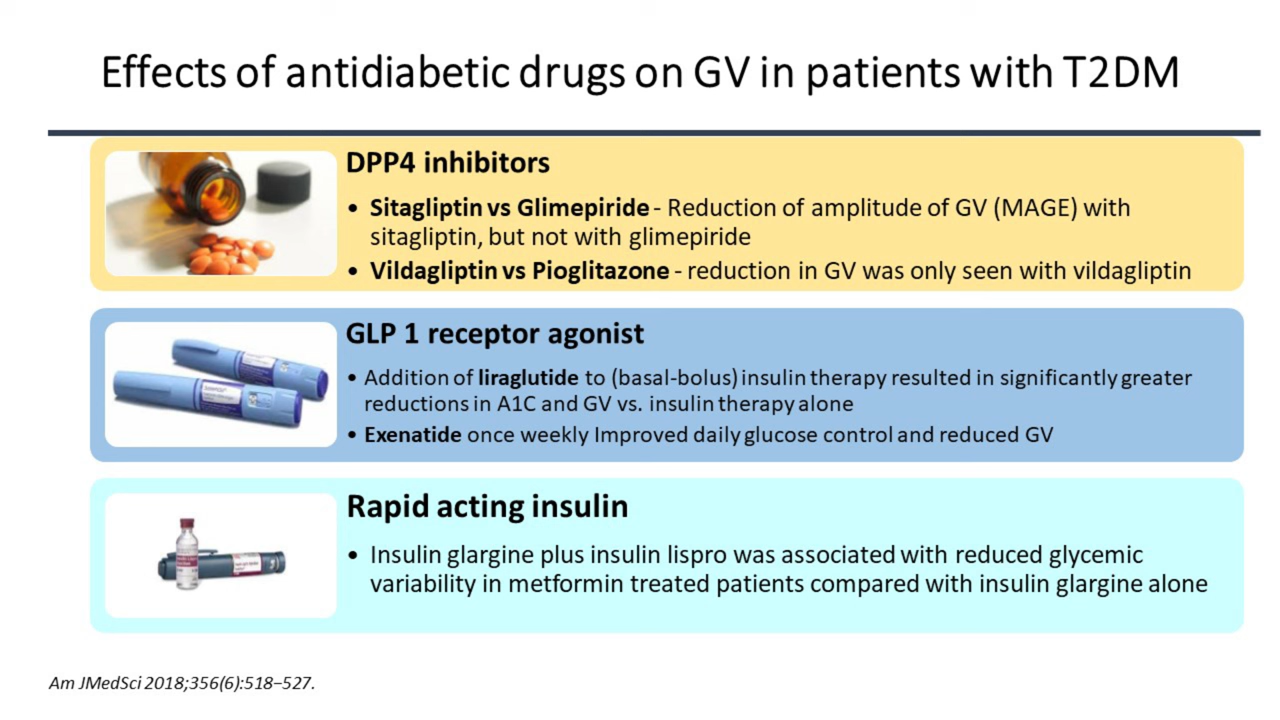 Effects of antidiabetic drugs on GV in patients with T2DM
DPP4 inhibitors
• Sitagliptin vs Glimepiride - Reduction of amplitude of GV (MAGE) with
sitagliptin, but not with glimepiride
• Vildagliptin vs Pioglitazone - reduction in GV was only seen with vildagliptin
GLP 1 receptor agonist
• Addition of liraglutide to (basal-bolus) insulin therapy resulted in significantly greater
reductions in A1C and GV vs. insulin therapy alone
• Exenatide once weekly Improved daily glucose control and reduced GV
Rapid acting insulin
• Insulin glargine plus insulin lispro was associated with reduced glycemic
variability in metformin treated patients compared with insulin glargine alone
Am JMedSci 2018;356(6):518–527.